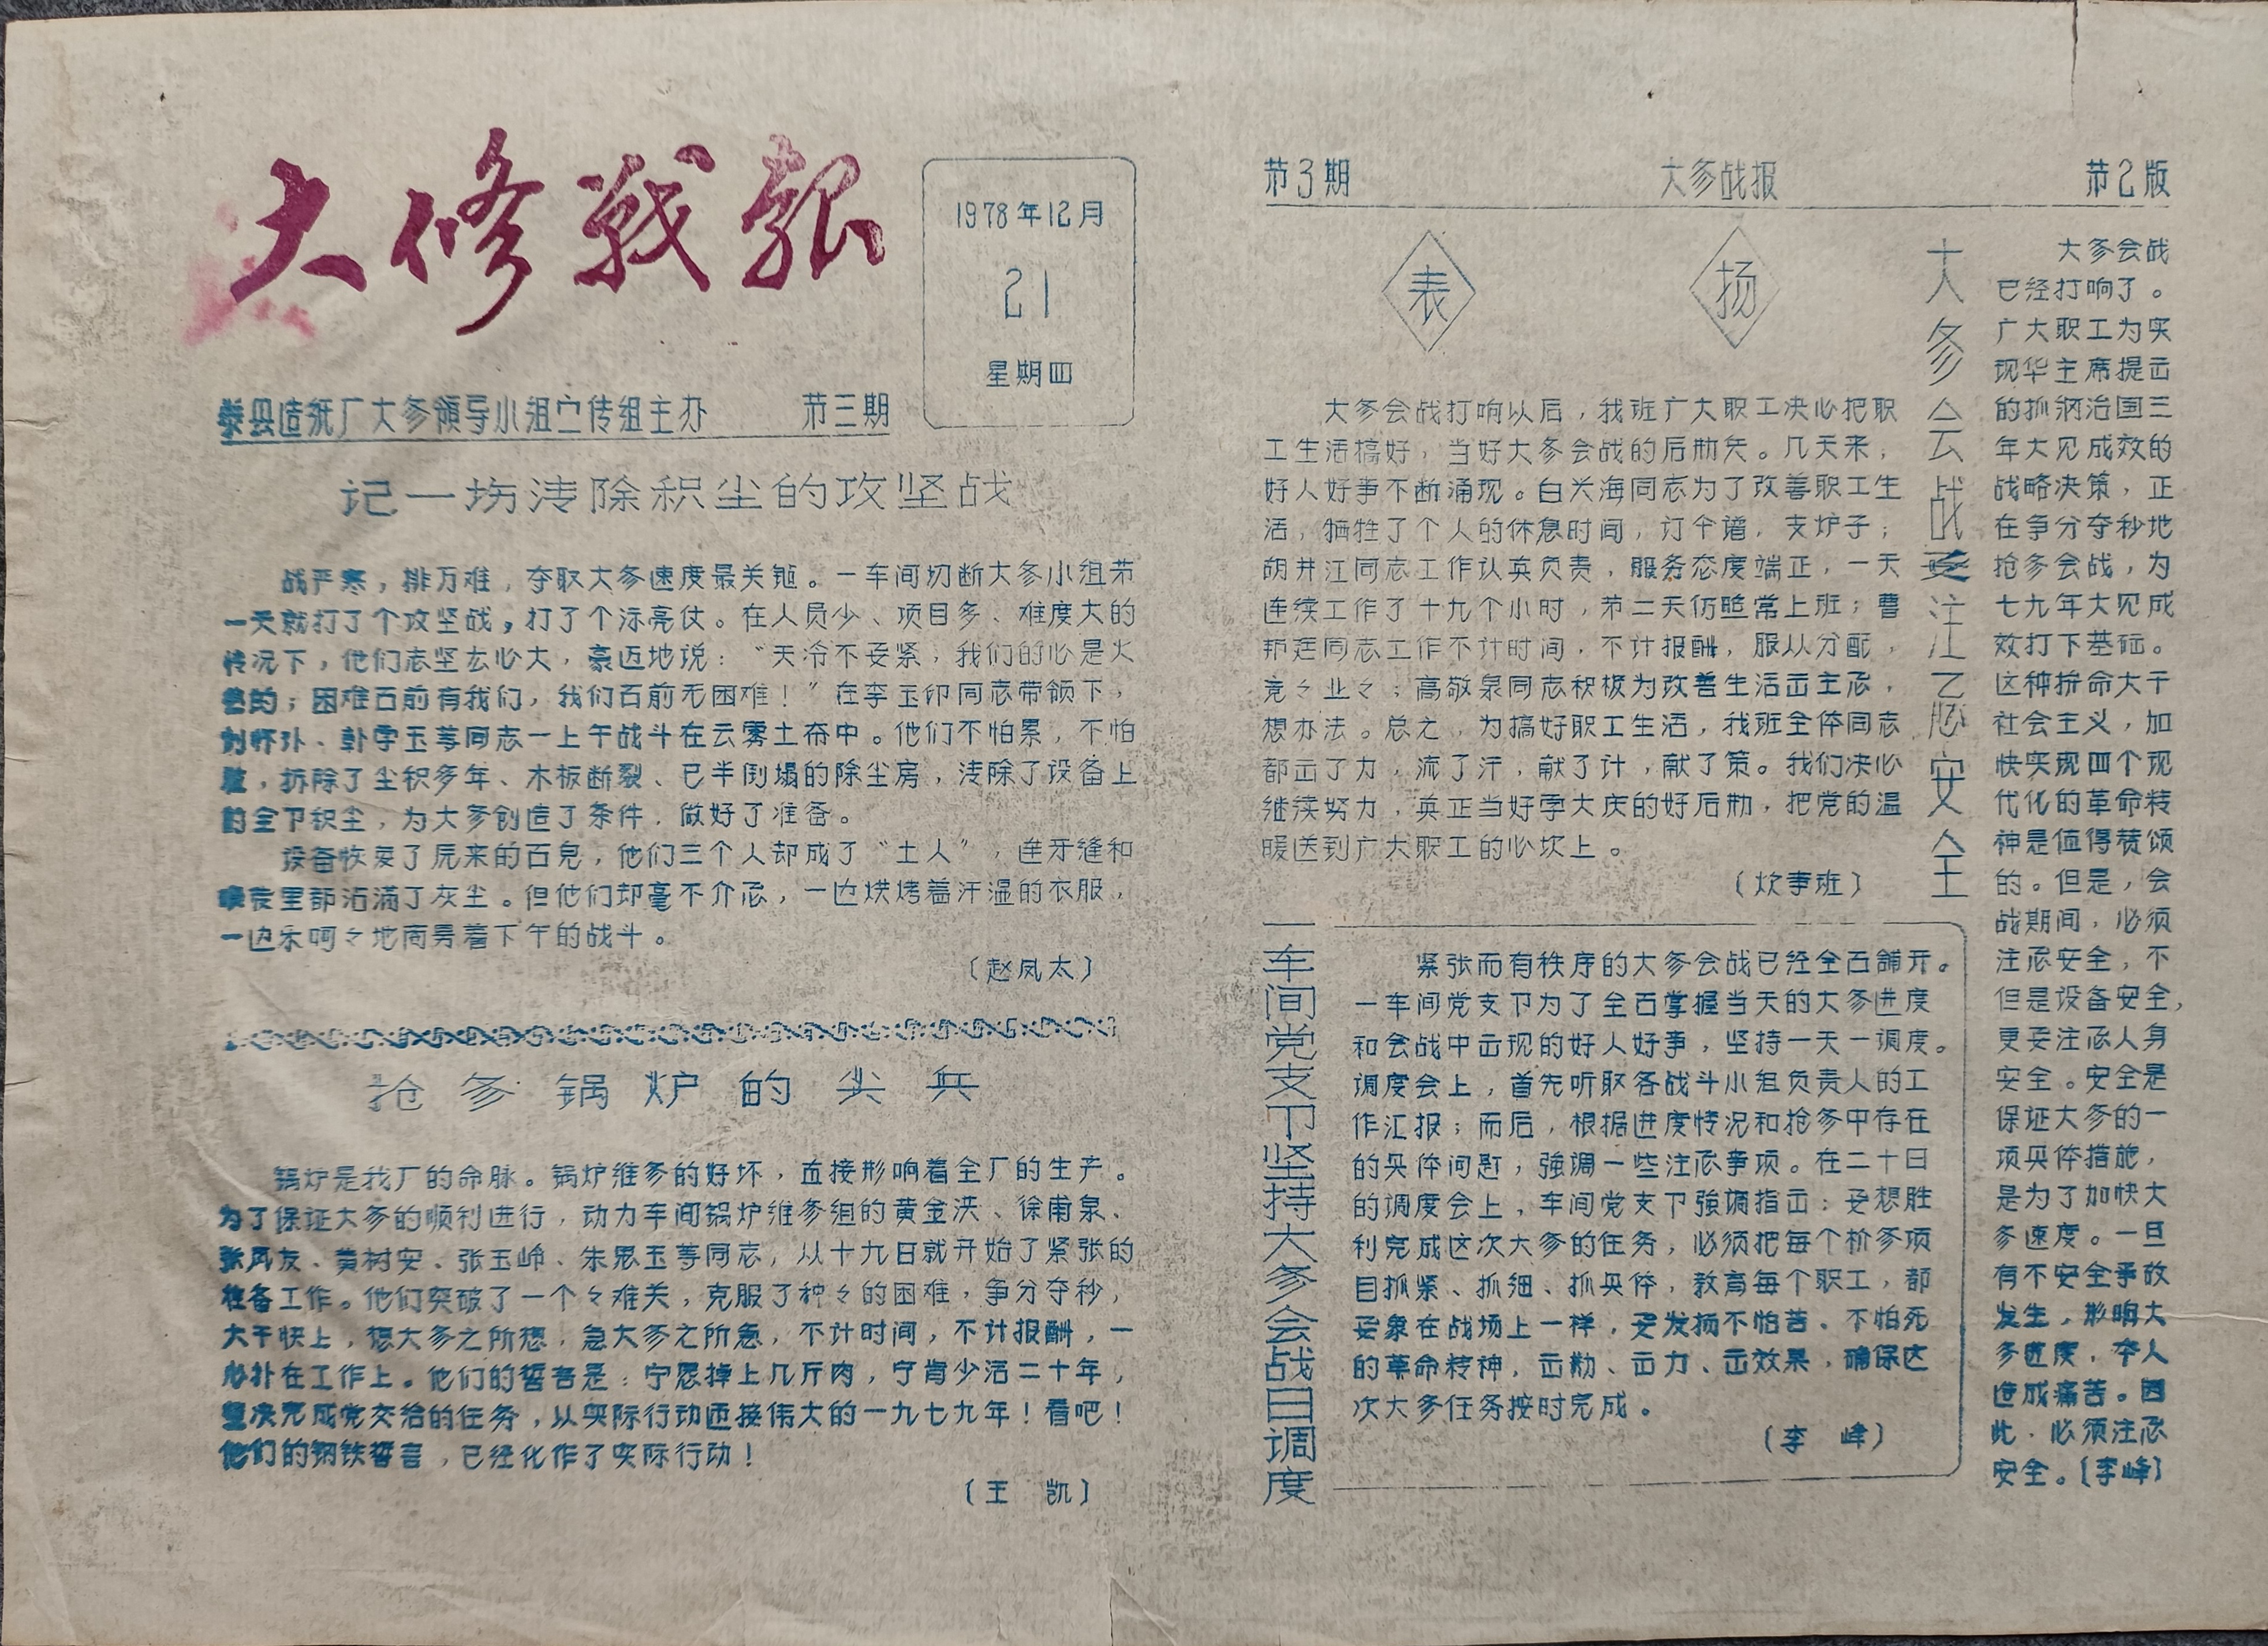 大修戰報
1978年12月
21
星期四
县造纸厂大修领导小组宣传组主办 第三期
记一场清除积尘的攻坚战
战严寒，排万难，夺取大修速度最关键。一车间切断大修小组第
一天就打了个攻坚战，打了个漂亮仗。在人员少、项目多、难度大的
情况下，他们志坚决心大，豪迈地说：“天冷不要紧，我们的心是火
热的；困难面前有我们，我们面前无困难！”在李玉印同志带领下，
同志一上午战斗在云雾土海中。他们不怕累，不怕
脏，拆除了尘积多年、木板断裂、已半倒塌的除尘房，清除了设备上
的全部积尘，为大修创造了条件，做好了准备。
设备恢复了原来的面貌，他们三个人却成了“土人”，连牙缝和
里都沾满了灰尘。但他们却毫不介意，一边烘烤着汗湿的衣服，
一边乐呵々地商量着下午的战斗。
（赵凤太）
抢修锅炉的尖兵
锅炉是我厂的命脉。锅炉维修的好坏，直接影响着全厂的生产。
为了保证大修的顺利进行，动力车间锅炉维修组的黄金洪、徐甫泉、
张风友、黄树安、张玉峥、朱恩玉等同志，从十九日就开始了紧张的
准备工作。他们突破了一个々难关，克服了种々的困难，争分夺秒，
大干快上，想大修之所想，急大修之所急，不计时间，不计报酬，一
心扑在工作上。他们的誓言是：宁愿掉上几斤肉，宁肯少活二十年，
坚决完成党交给的任务，以实际行动迎接伟大的一九七九年！看吧！
他们的钢铁誓言，已经化作了实际行动！
（王 凯）
第3期 大修战报 第2版
表扬
大修会战打响以后，我班广大职工决心把职
工生活搞好，当好大修会战的后勤兵。几天来，
好人好事不断涌现。白兴海同志为了改善职工生
活，牺牲了个人的休息时间，订伞谱，支炉子；
胡井江同志工作认真负责，服务态度端正，一天
连续工作了十九个小时，第二天仍照常上班；曹
廷同志工作不计时间，不计报酬，服从分配，
兢々业々；高敬泉同志积极为改善生活出主意，
想办法。总之，为搞好职工生活，我班全体同志
都出了力，流了汗，献了计，献了策。我们决心
继续努力，真正当好学大庆的好后勤，把党的温
暖送到广大职工的心坎上。
（炊事班）
大修会战要注意安全
大修会战
已经打响了。
广大职工为实
现华主席提出
的抓纲治国三
年大见成效的
战略决策，正
在争分夺秒地
抢修会战，为
七九年大见成
效打下基础。
这种拼命大干
社会主义，加
快实现四个现
代化的革命精
神是值得赞颂
的。但是，会
战期间，必须
注意安全，不
但是设备安全，
更要注意人身
安全。安全是
保证大修的一
项具体措施，
是为了加快大
修速度。一旦
有不安全事故
发生，影响大
修进度，本人
造成痛苦。因
此，必须注意
安全。（李峰）
一车间党支部坚持大修会战日调度
紧张而有秩序的大修会战已经全面铺开。
一车间党支部为了全面掌握当天的大修进度
和会战中出现的好人好事，坚持一天一调度。
调度会上，首先听取各战斗小组负责人的工
作汇报；而后，根据进度情况和抢修中存在
的具体问题，强调一些注意事项。在二十日
的调度会上，车间党支部强调指出：要想胜
利完成这次大修的任务，必须把每个检修项
目抓紧、抓细、抓具体，教育每个职工，都
要象在战场上一样，要发扬不怕苦、不怕死
的革命精神，出勤、出力、出效果，确保这
次大修任务按时完成。
（李 峰）